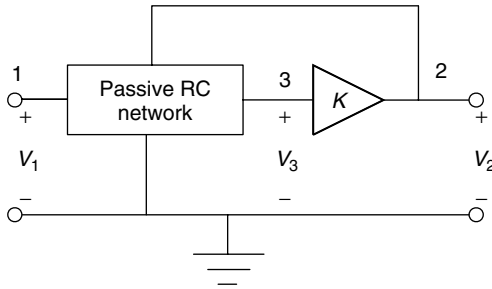 1
Passive RC
network
3
K
2
+
V1
−
+
V3
−
+
V2
−